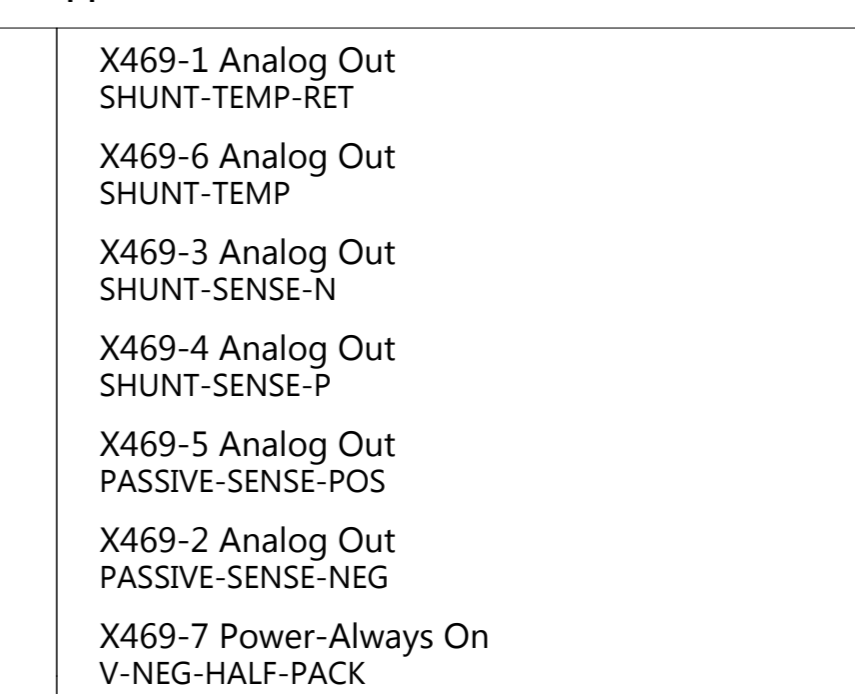 X469-1 Analog Out
SHUNT-TEMP-RET
X469-6 Analog Out
SHUNT-TEMP
X469-3 Analog Out
SHUNT-SENSE-N
X469-4 Analog Out
SHUNT-SENSE-P
X469-5 Analog Out
PASSIVE-SENSE-POS
X469-2 Analog Out
PASSIVE-SENSE-NEG
X469-7 Power-Always On
V-NEG-HALF-PACK